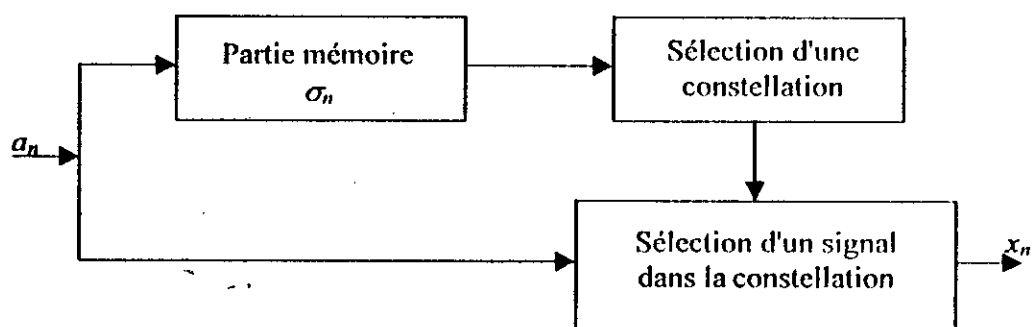 Partie mémoire
σn
Sélection d'une
constellation
an
Sélection d'un signal
dans la constellation
xn